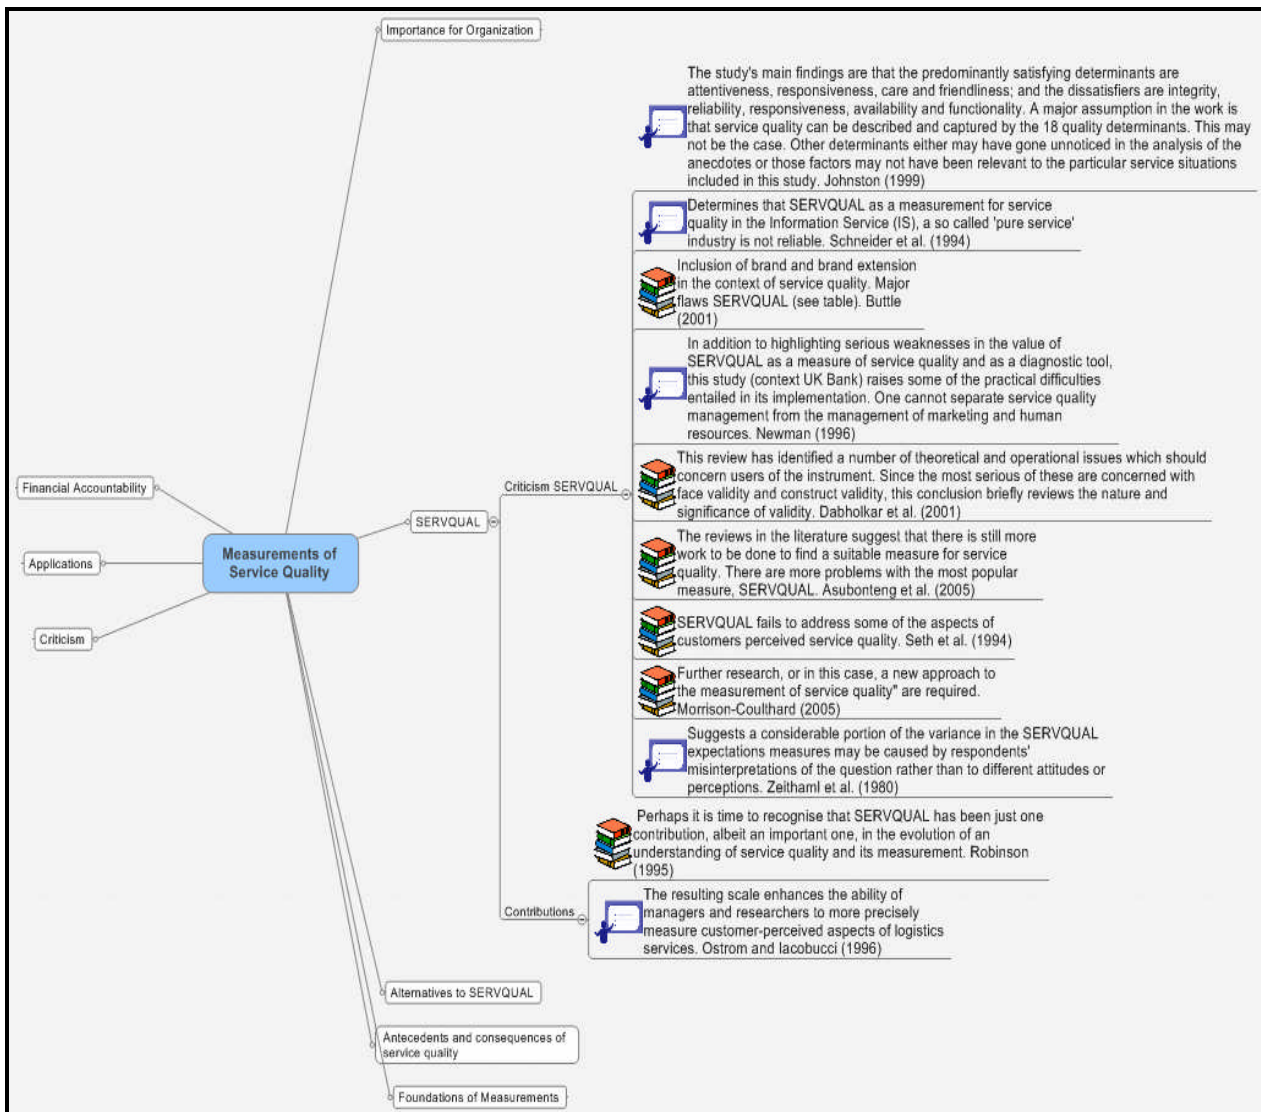 Importance for Organization
The study's main findings are that the predominantly satisfying determinants are
attentiveness, responsiveness, care and friendliness; and the dissatisfiers are integrity,
reliability, responsiveness, availability and functionality. A major assumption in the work is
that service quality can be described and captured by the 18 quality determinants. This may
not be the case. Other determinants either may have gone unnoticed in the analysis of the
anecdotes or those factors may not have been relevant to the particular service situations
included in this study. Johnston (1999)
Determines that SERVQUAL as a measurement for service
quality in the Information Service (IS), a so called 'pure service'
industry is not reliable. Schneider et al. (1994)
Inclusion of brand and brand extension
in the context of service quality. Major
flaws SERVQUAL (see table). Buttle
(2001)
In addition to highlighting serious weaknesses in the value of
SERVQUAL as a measure of service quality and as a diagnostic tool,
this study (context UK Bank) raises some of the practical difficulties
entailed in its implementation. One cannot separate service quality
management from the management of marketing and human
resources. Newman (1996)
This review has identified a number of theoretical and operational issues which should
concern users of the instrument. Since the most serious of these are concerned with
face validity and construct validity, this conclusion briefly reviews the nature and
significance of validity. Dabholkar et al. (2001)
The reviews in the literature suggest that there is still more
work to be done to find a suitable measure for service
quality. There are more problems with the most popular
measure, SERVQUAL. Asubonteng et al. (2005)
SERVQUAL fails to address some of the aspects of
customers perceived service quality. Seth et al. (1994)
Further research, or in this case, a new approach to
the measurement of service quality" are required.
Morrison-Coulthard (2005)
Suggests a considerable portion of the variance in the SERVQUAL
expectations measures may be caused by respondents'
misinterpretations of the question rather than to different attitudes or
perceptions. Zeithaml et al. (1980)
Criticism SERVQUAL
SERVQUAL
Financial Accountability
Measurements of
Service Quality
Applications
Criticism
Perhaps it is time to recognise that SERVQUAL has been just one
contribution, albeit an important one, in the evolution of an
understanding of service quality and its measurement. Robinson
(1995)
Contributions
The resulting scale enhances the ability of
managers and researchers to more precisely
measure customer-perceived aspects of logistics
services. Ostrom and Iacobucci (1996)
Alternatives to SERVQUAL
Antecedents and consequences of
service quality
Foundations of Measurements